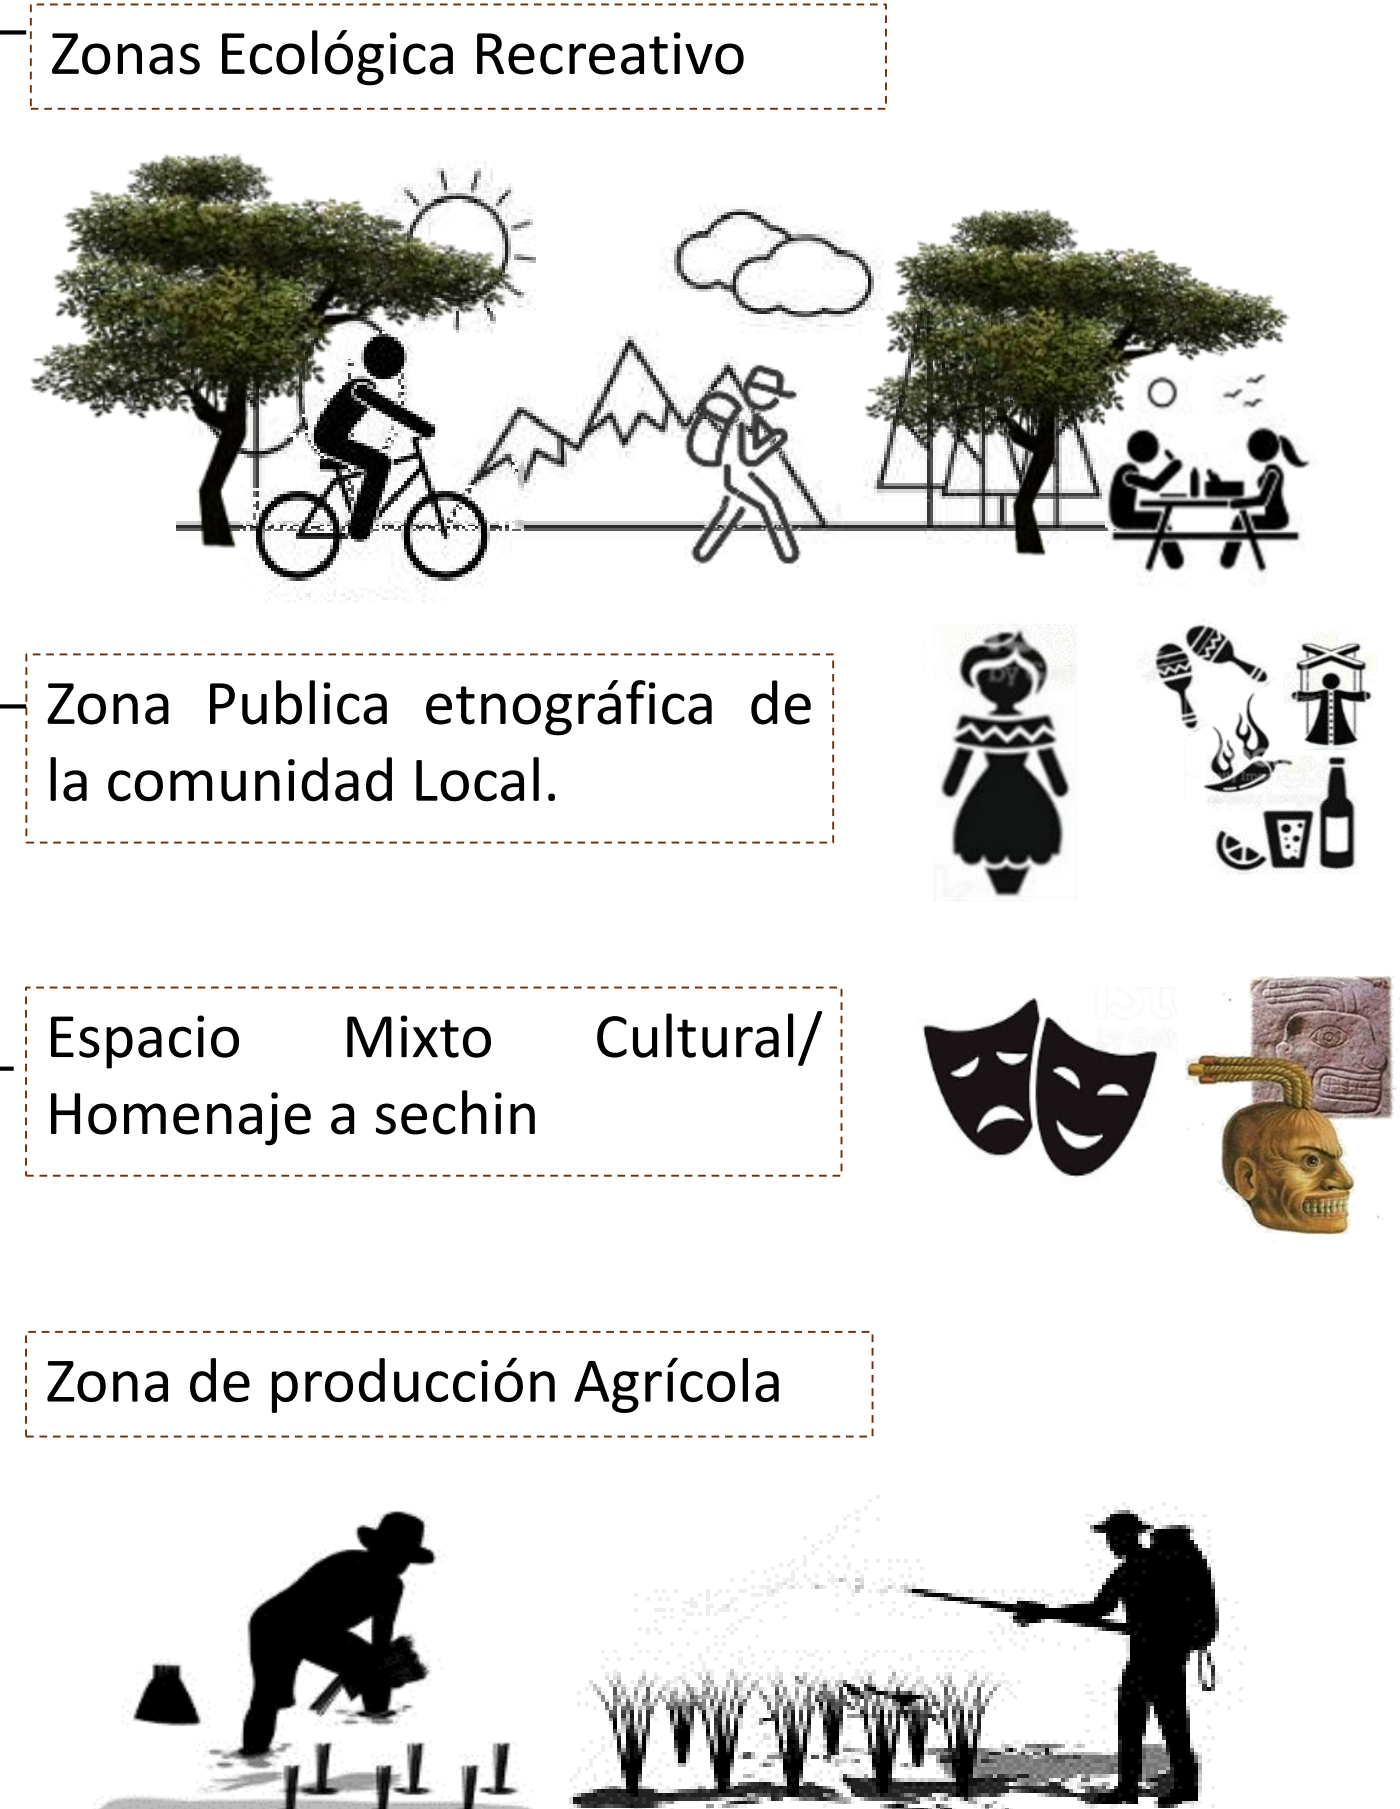 Zonas Ecológica Recreativo
Zona Publica etnográfica de
la comunidad Local.
Espacio Mixto Cultural/
Homenaje a sechin
Zona de producción Agrícola